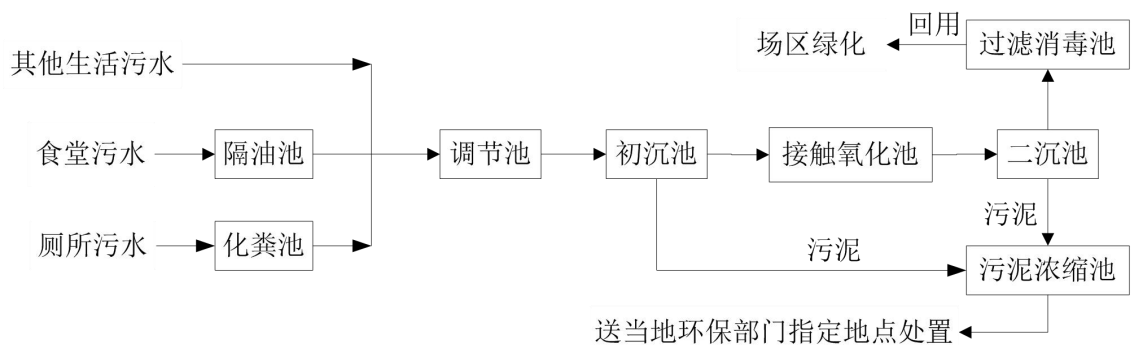 回用
场区绿化
过滤消毒池
其他生活污水
食堂污水
隔油池
调节池
初沉池
接触氧化池
二沉池
污泥
厕所污水
化粪池
污泥
污泥浓缩池
送当地环保部门指定地点处置